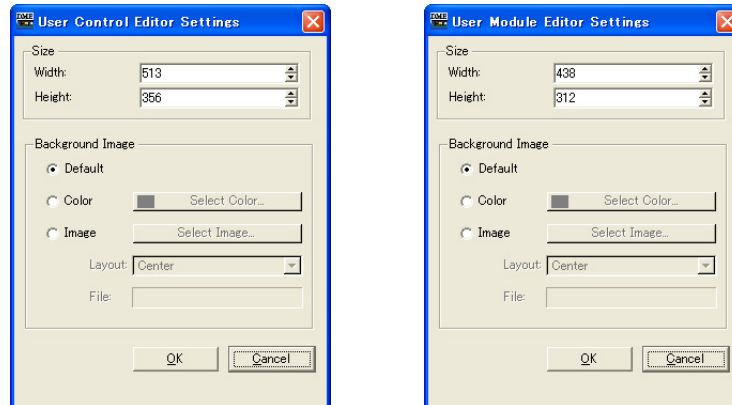 DME User Control Editor Settings
Size
Width: 513
Height: 356
Background Image
Default
Color Select Color...
Image Select Image...
Layout: Center
File:
OK Cancel
DME User Module Editor Settings
Size
Width: 438
Height: 312
Background Image
Default
Color Select Color...
Image Select Image...
Layout: Center
File:
OK Cancel